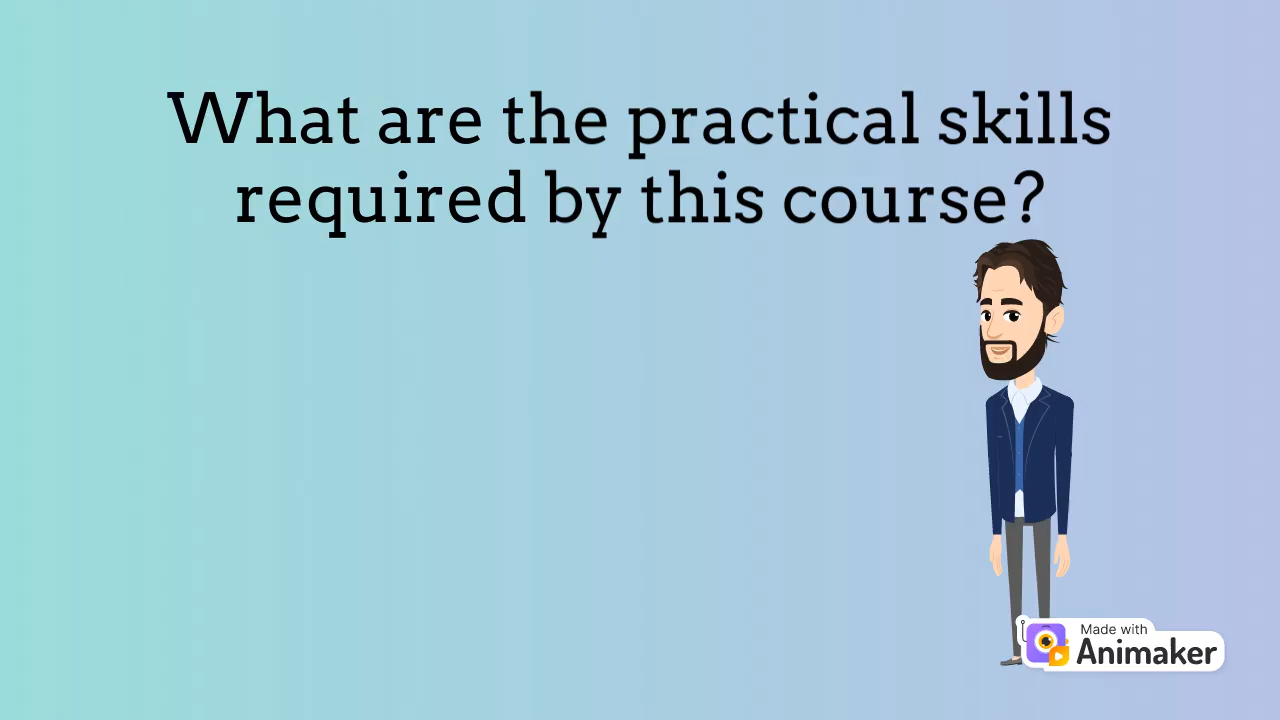 What are the practical skills
required by this course?
Made with
Animaker